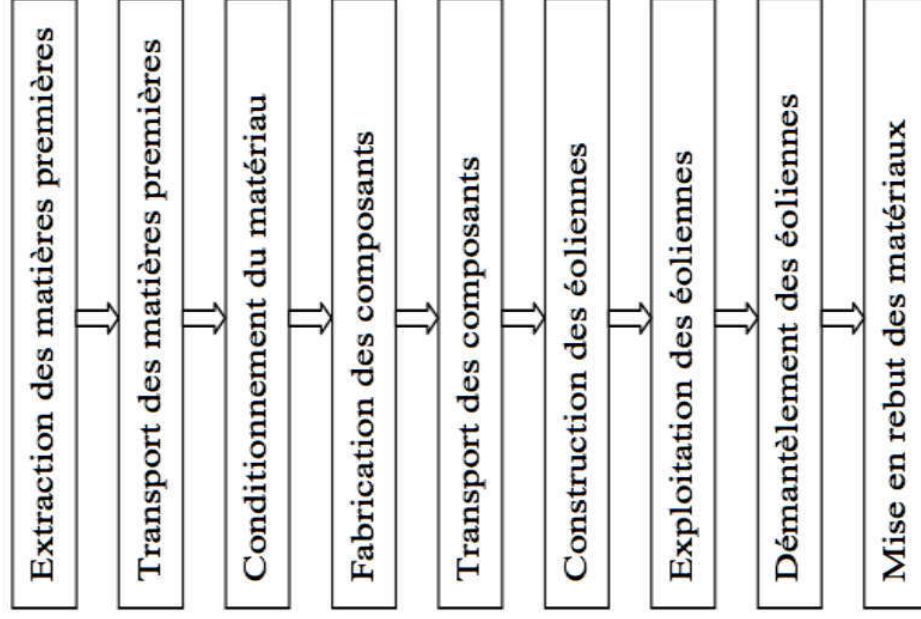 Extraction des matières premières
Transport des matières premières
Conditionnement du matériau
Fabrication des composants
Transport des composants
Construction des éoliennes
Exploitation des éoliennes
Démantèlement des éoliennes
Mise en rebut des matériaux